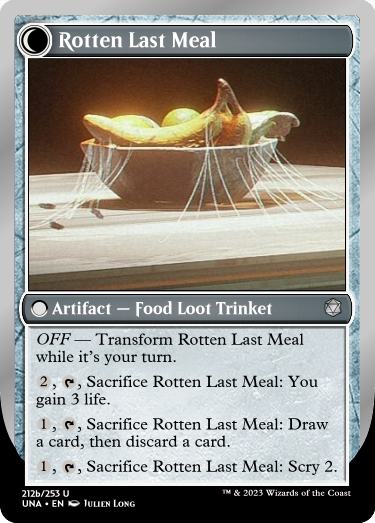 Rotten Last Meal
Artifact — Food Loot Trinket
OFF — Transform Rotten Last Meal
while it's your turn.
2, T, Sacrifice Rotten Last Meal: You
gain 3 life.
1, T, Sacrifice Rotten Last Meal: Draw
a card, then discard a card.
1, T, Sacrifice Rotten Last Meal: Scry 2.
212b/253 U
UNA • EN Julien Long
™ & © 2023 Wizards of the Coast